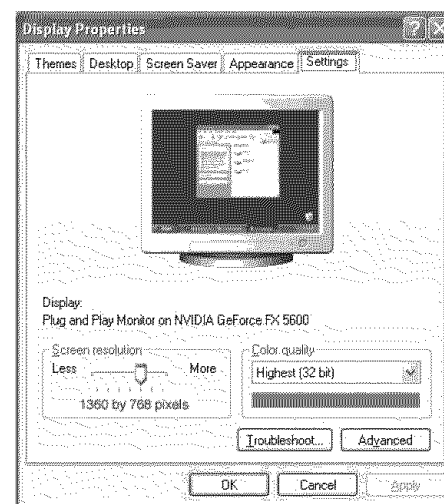 Display Properties
Themes Desktop Screen Saver Appearance Settings
Display:
Plug and Play Monitor on NVIDIA GeForce FX 5600
Screen resolution
Less More
1360 by 768 pixels
Color quality
Highest (32 bit)
Troubleshoot... Advanced
OK Cancel Apply